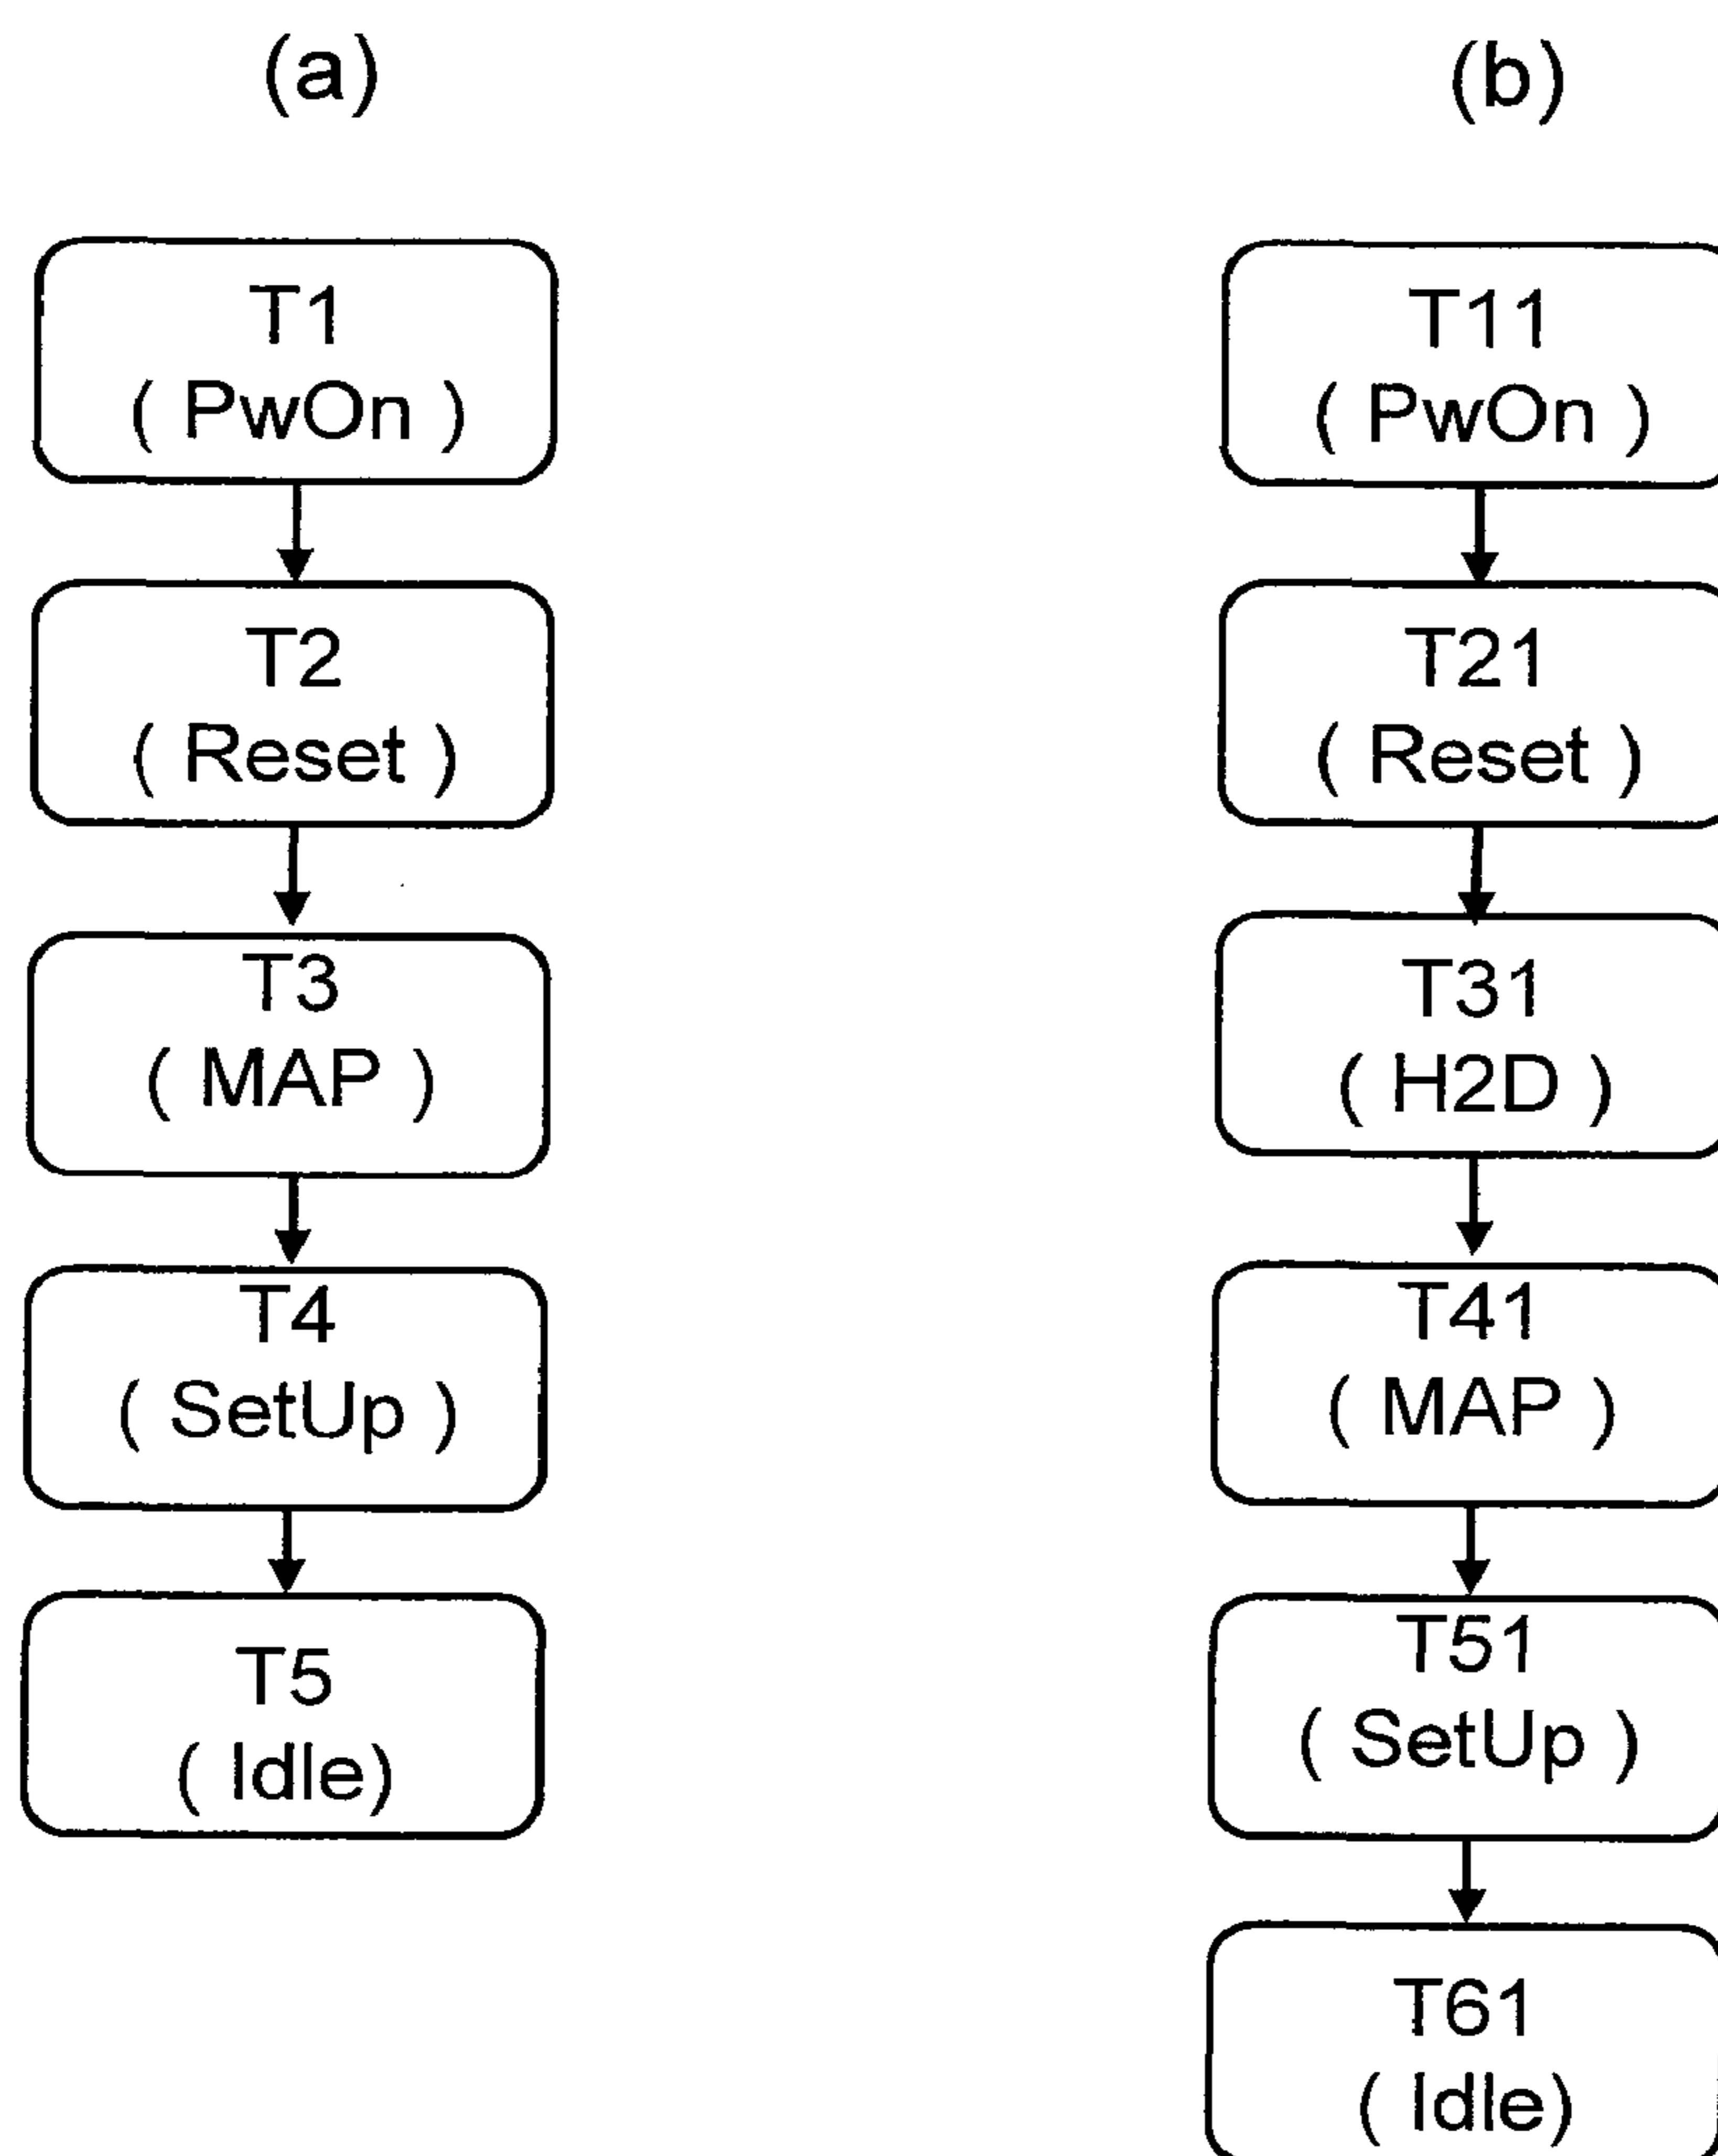 (a)
T1
( PwOn )
T2
( Reset )
T3
( MAP )
T4
( SetUp )
T5
( Idle)
(b)
T11
( PwOn )
T21
( Reset )
T31
( H2D )
T41
( MAP )
T51
( SetUp )
T61
( Idle)